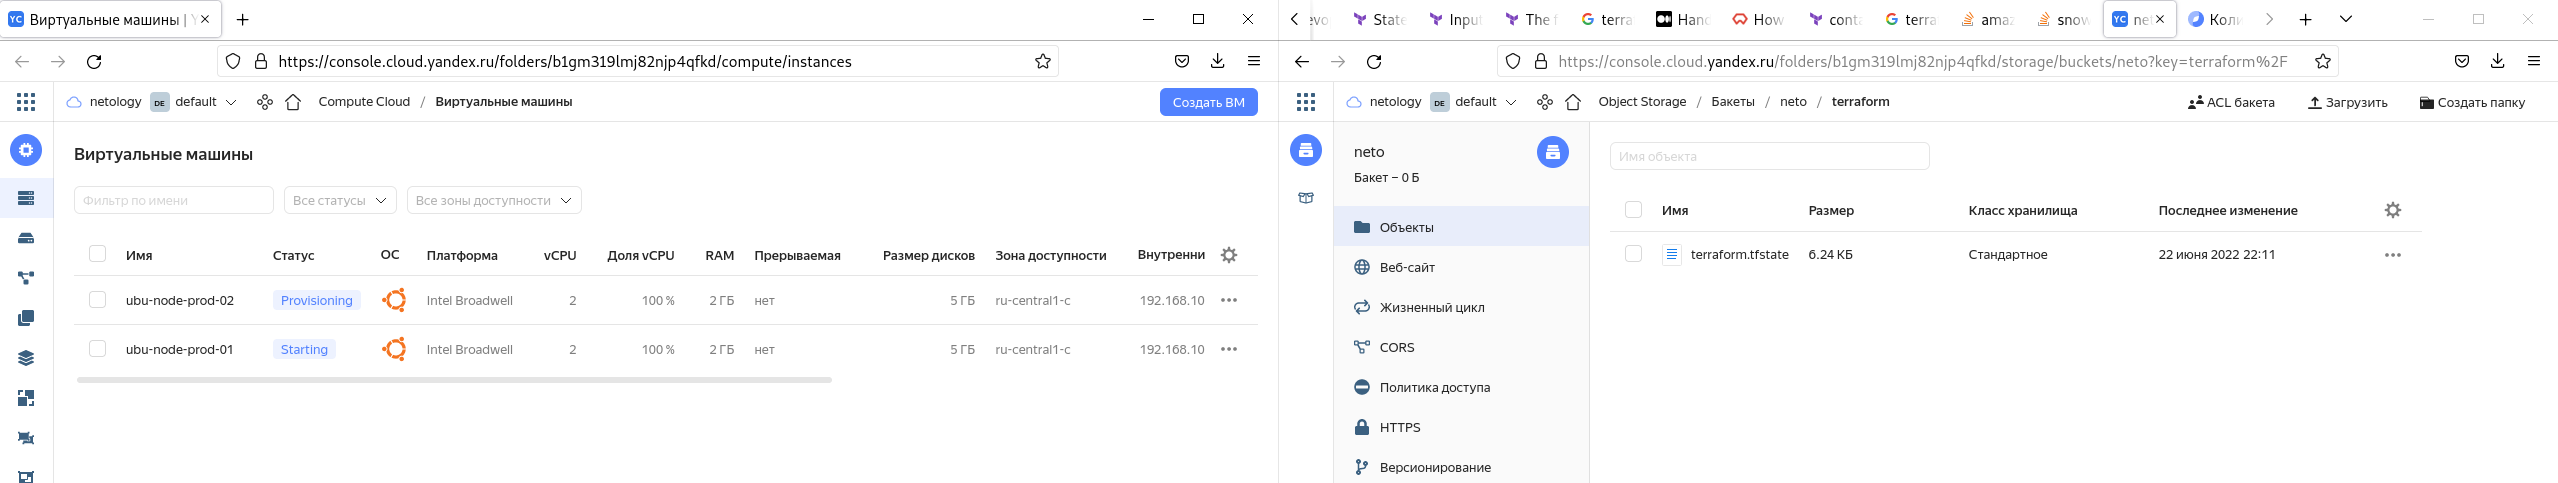 Виртуальные машины | Y
https://console.cloud.yandex.ru/folders/b1gm319lmj82njp4qfkd/compute/instances
netology DE default Compute Cloud / Виртуальные машины Создать ВМ
Виртуальные машины
Фильтр по имени Все статусы Все зоны доступности
Имя Статус ОС Платформа vCPU Доля vCPU RAM Прерываемая Размер дисков Зона доступности Внутренни
ubu-node-prod-02 Provisioning Intel Broadwell 2 100 % 2 ГБ нет 5 ГБ ru-central1-c 192.168.10
ubu-node-prod-01 Starting Intel Broadwell 2 100 % 2 ГБ нет 5 ГБ ru-central1-c 192.168.10
evo State Input The f terra Hand How conta terra amaz snow YC net Коли
https://console.cloud.yandex.ru/folders/b1gm319lmj82njp4qfkd/storage/buckets/neto?key=terraform%2F
netology DE default Object Storage / Бакеты / neto / terraform ACL бакета Загрузить Создать папку
neto
Бакет – 0 Б
Объекты
Веб-сайт
Жизненный цикл
CORS
Политика доступа
HTTPS
Версионирование
Имя объекта
Имя Размер Класс хранилища Последнее изменение
terraform.tfstate 6.24 КБ Стандартное 22 июня 2022 22:11